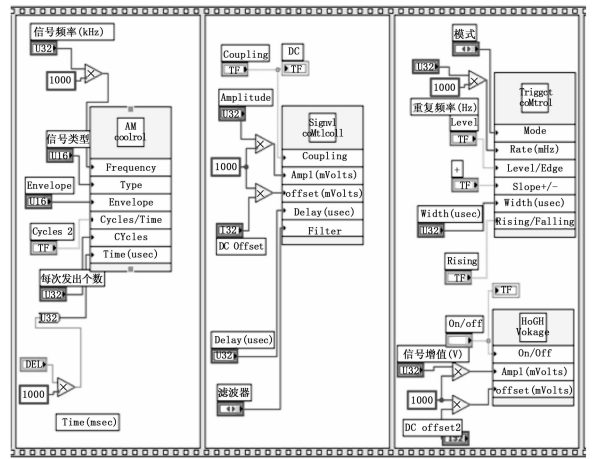 信号频率(kHz)
U32
1000
AM
coolrol
信号类型
U16
Frequency
Type
Envelope
U16
Envelope
Cycles/Time
Cycles 2
TF
CYcles
Time(usec)
每次发出个数
U32
U32
DEL
1000
Time(msec)
Coupling
DC
TF
TF
Amplitude
U32
Signvl
coMtlcoll
1000
Coupling
Ampl(mVolts)
offset(mVolts)
Delay(usec)
Filter
I32
DC Offset
Delay(usec)
U32
滤波器
模式
U32
1000
Triggct
coMtrol
重复频率(Hz)
Level
TF
Mode
Rate(mHz)
Level/Edge
+
TF
Slope+/-
Width(usec)
Rising/Falling
Width(usec)
U32
Rising
TF
TF
On/off
HoGH
Vokage
信号增值(V)
U32
On/Off
Ampl(mVolts)
offset(mVolts)
1000
DC offset2
I32